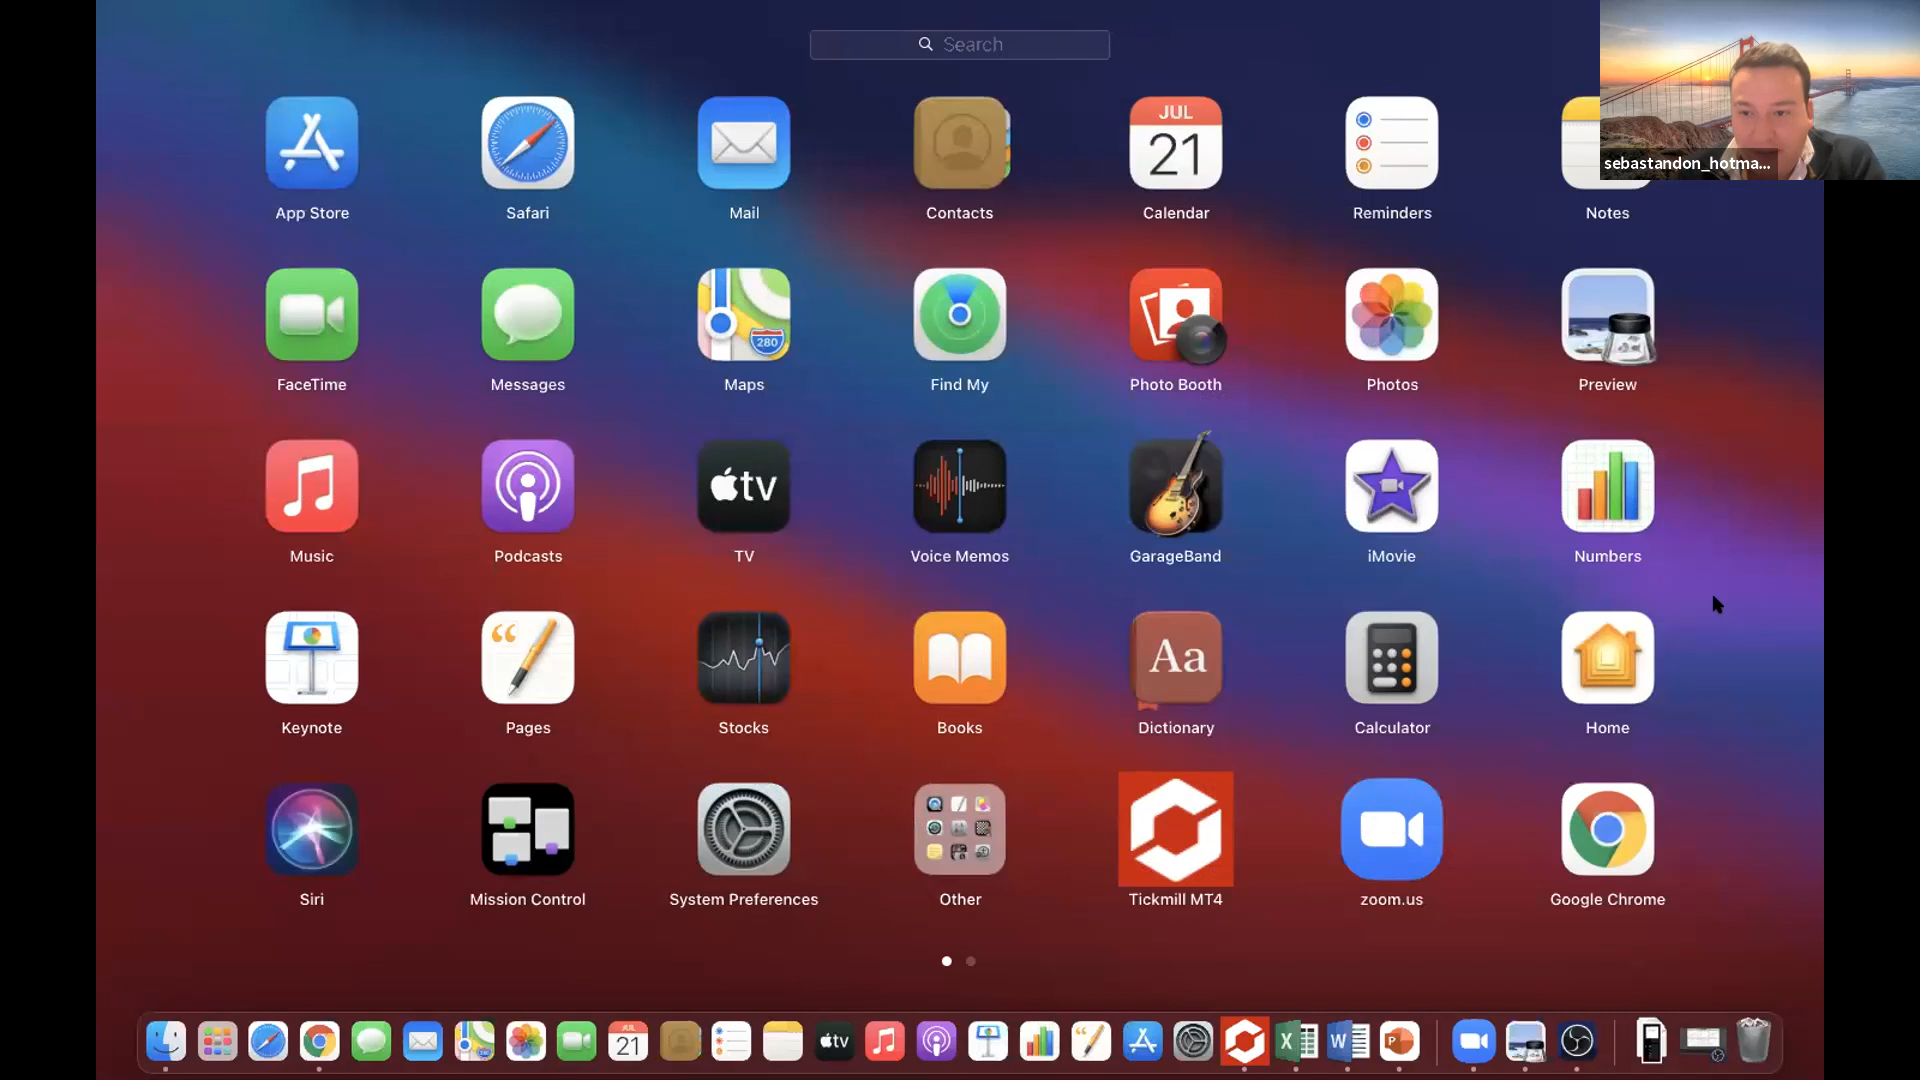 Search
sebastandon_hotma...
JUL
21
App Store
Safari
Mail
Contacts
Calendar
Reminders
Notes
280
FaceTime
Messages
Maps
Find My
Photo Booth
Photos
Preview
tv
Music
Podcasts
TV
Voice Memos
GarageBand
iMovie
Numbers
Aa
Keynote
Pages
Stocks
Books
Dictionary
Calculator
Home
Siri
Mission Control
System Preferences
Other
Tickmill MT4
zoom.us
Google Chrome
JUL
21
tv
X
W
P